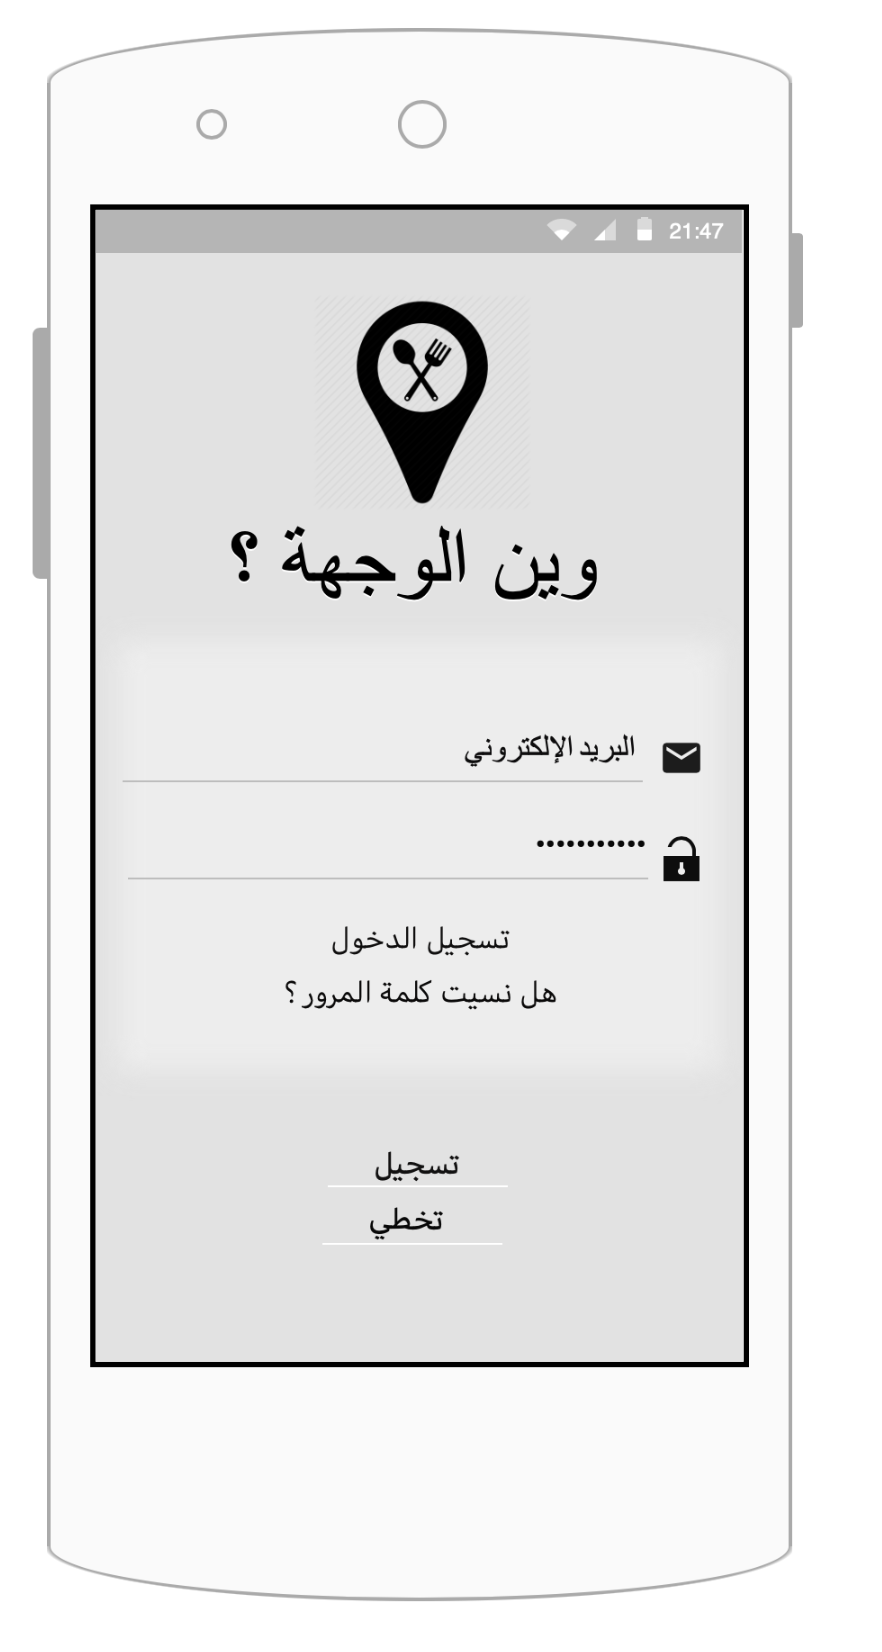 21:47
وين الوجهة ؟
البريد الإلكتروني
•••••••••••
تسجيل الدخول
هل نسيت كلمة المرور؟
تسجيل
تخطي